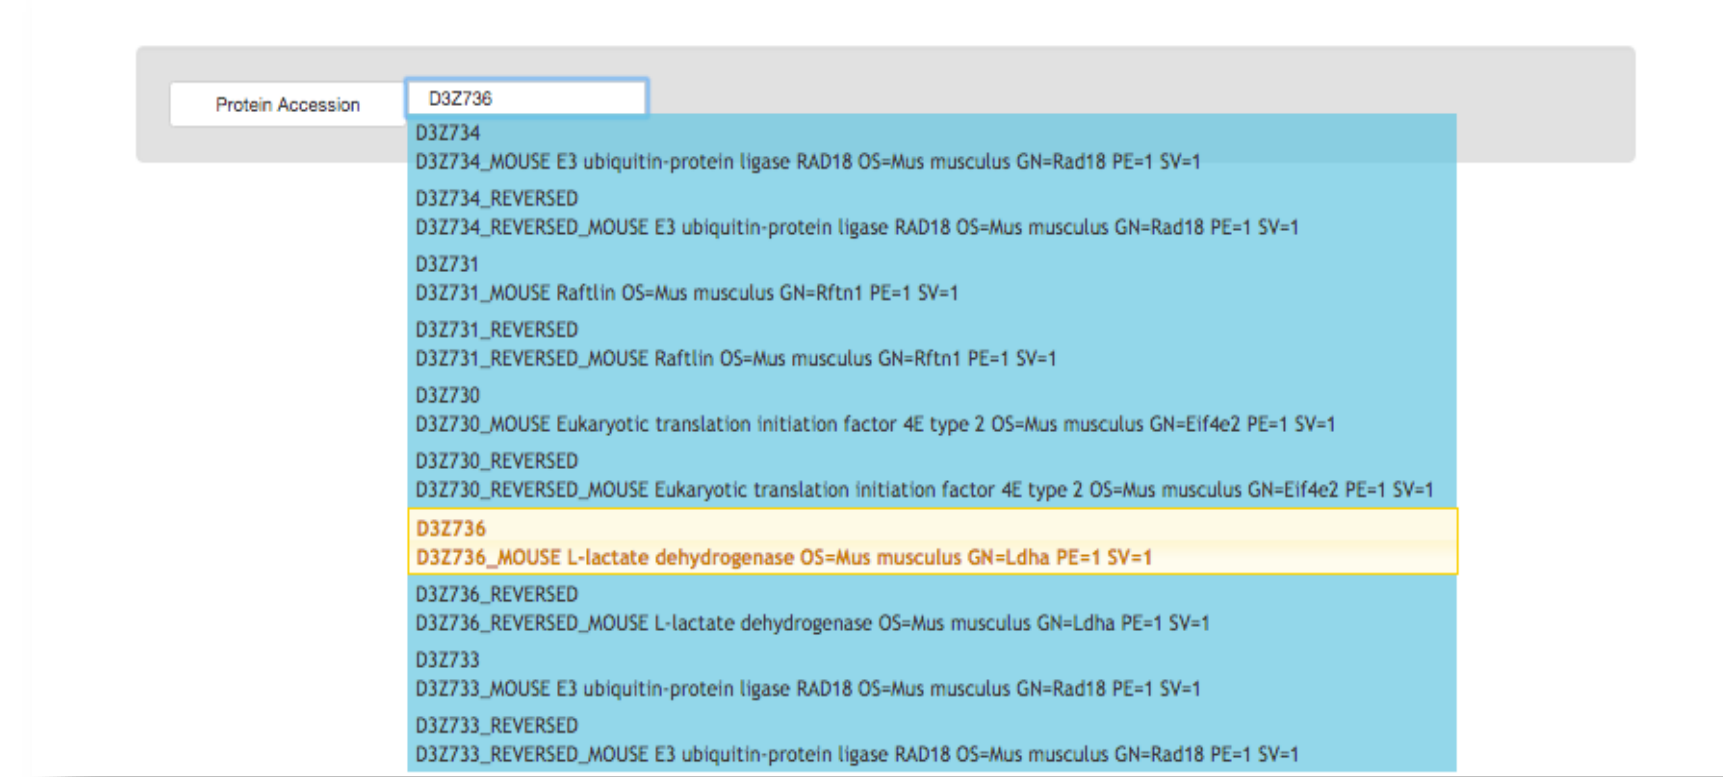 Protein Accession
D3Z736
D3Z734
D3Z734_MOUSE E3 ubiquitin-protein ligase RAD18 OS=Mus musculus GN=Rad18 PE=1 SV=1
D3Z734_REVERSED
D3Z734_REVERSED_MOUSE E3 ubiquitin-protein ligase RAD18 OS=Mus musculus GN=Rad18 PE=1 SV=1
D3Z731
D3Z731_MOUSE Raftlin OS=Mus musculus GN=Rftn1 PE=1 SV=1
D3Z731_REVERSED
D3Z731_REVERSED_MOUSE Raftlin OS=Mus musculus GN=Rftn1 PE=1 SV=1
D3Z730
D3Z730_MOUSE Eukaryotic translation initiation factor 4E type 2 OS=Mus musculus GN=Eif4e2 PE=1 SV=1
D3Z730_REVERSED
D3Z730_REVERSED_MOUSE Eukaryotic translation initiation factor 4E type 2 OS=Mus musculus GN=Eif4e2 PE=1 SV=1
D3Z736
D3Z736_MOUSE L-lactate dehydrogenase OS=Mus musculus GN=Ldha PE=1 SV=1
D3Z736_REVERSED
D3Z736_REVERSED_MOUSE L-lactate dehydrogenase OS=Mus musculus GN=Ldha PE=1 SV=1
D3Z733
D3Z733_MOUSE E3 ubiquitin-protein ligase RAD18 OS=Mus musculus GN=Rad18 PE=1 SV=1
D3Z733_REVERSED
D3Z733_REVERSED_MOUSE E3 ubiquitin-protein ligase RAD18 OS=Mus musculus GN=Rad18 PE=1 SV=1